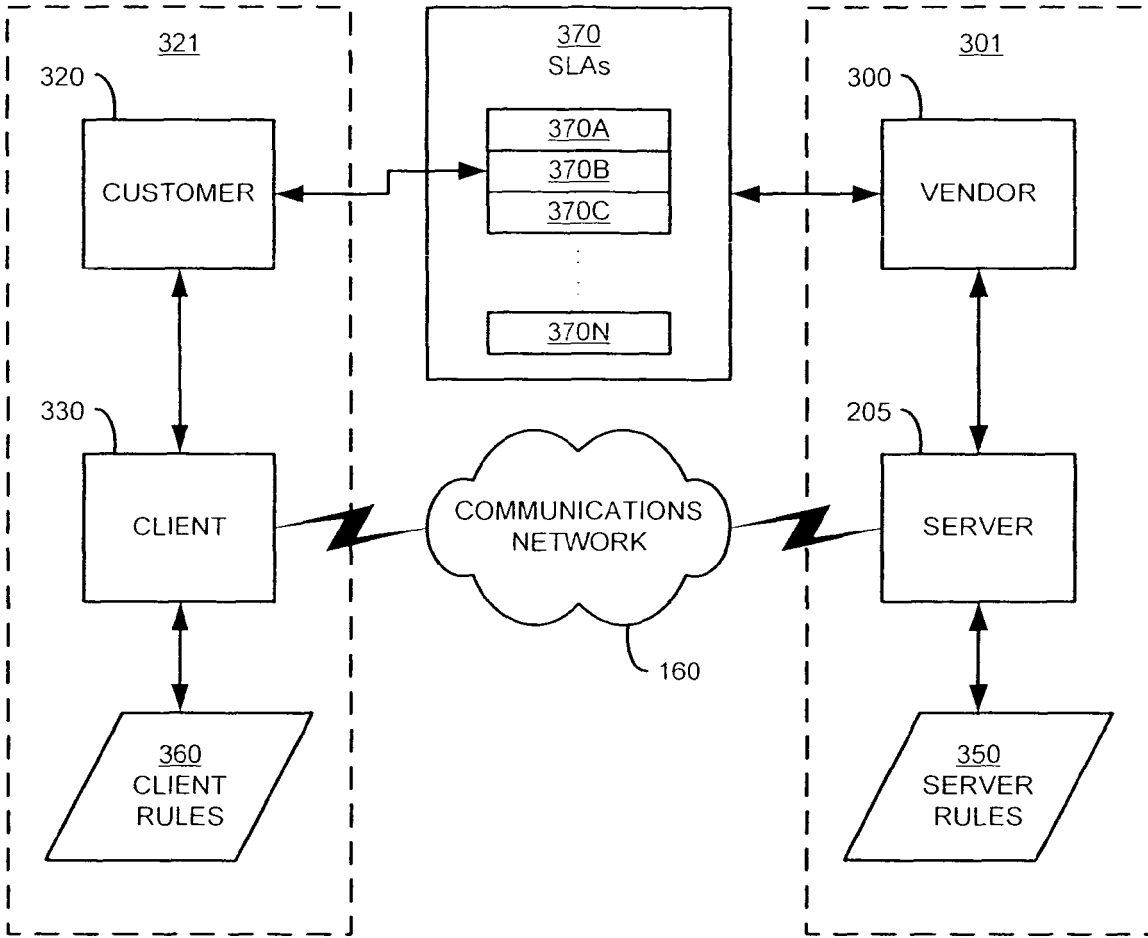 321
320
CUSTOMER
370
SLAs
370A
370B
370C
370N
301
300
VENDOR
330
CLIENT
COMMUNICATIONS
NETWORK
160
205
SERVER
360
CLIENT
RULES
350
SERVER
RULES